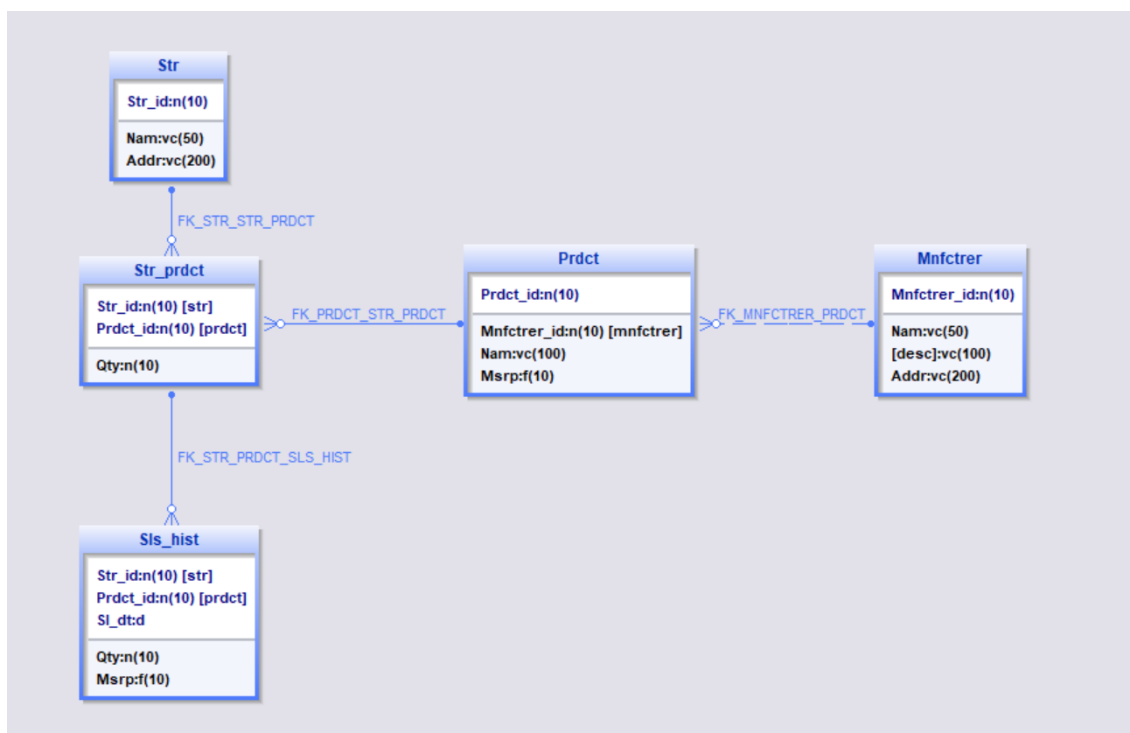 Str
Str_id:n(10)
Nam:vc(50)
Addr:vc(200)
FK_STR_STR_PRDCT
Str_prdct
Str_id:n(10) [str]
Prdct_id:n(10) [prdct]
Qty:n(10)
FK_PRDCT_STR_PRDCT
Prdct
Prdct_id:n(10)
Mnfctrer_id:n(10) [mnfctrer]
Nam:vc(100)
Msrp:f(10)
FK_MNFCTRER_PRDCT
Mnfctrer
Mnfctrer_id:n(10)
Nam:vc(50)
[desc]:vc(100)
Addr:vc(200)
FK_STR_PRDCT_SLS_HIST
Sls_hist
Str_id:n(10) [str]
Prdct_id:n(10) [prdct]
Sl_dt:d
Qty:n(10)
Msrp:f(10)